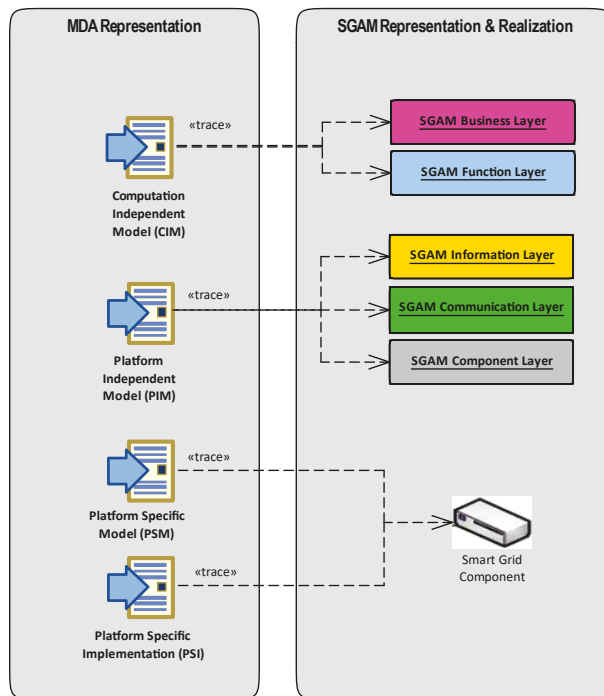 MDA Representation
SGAM Representation & Realization
«trace»
SGAM Business Layer
SGAM Function Layer
Computation
Independent
Model (CIM)
SGAM Information Layer
«trace»
SGAM Communication Layer
Platform
Independent
Model (PIM)
SGAM Component Layer
«trace»
Platform Specific
Model (PSM)
Smart Grid
Component
«trace»
Platform Specific
Implementation (PSI)